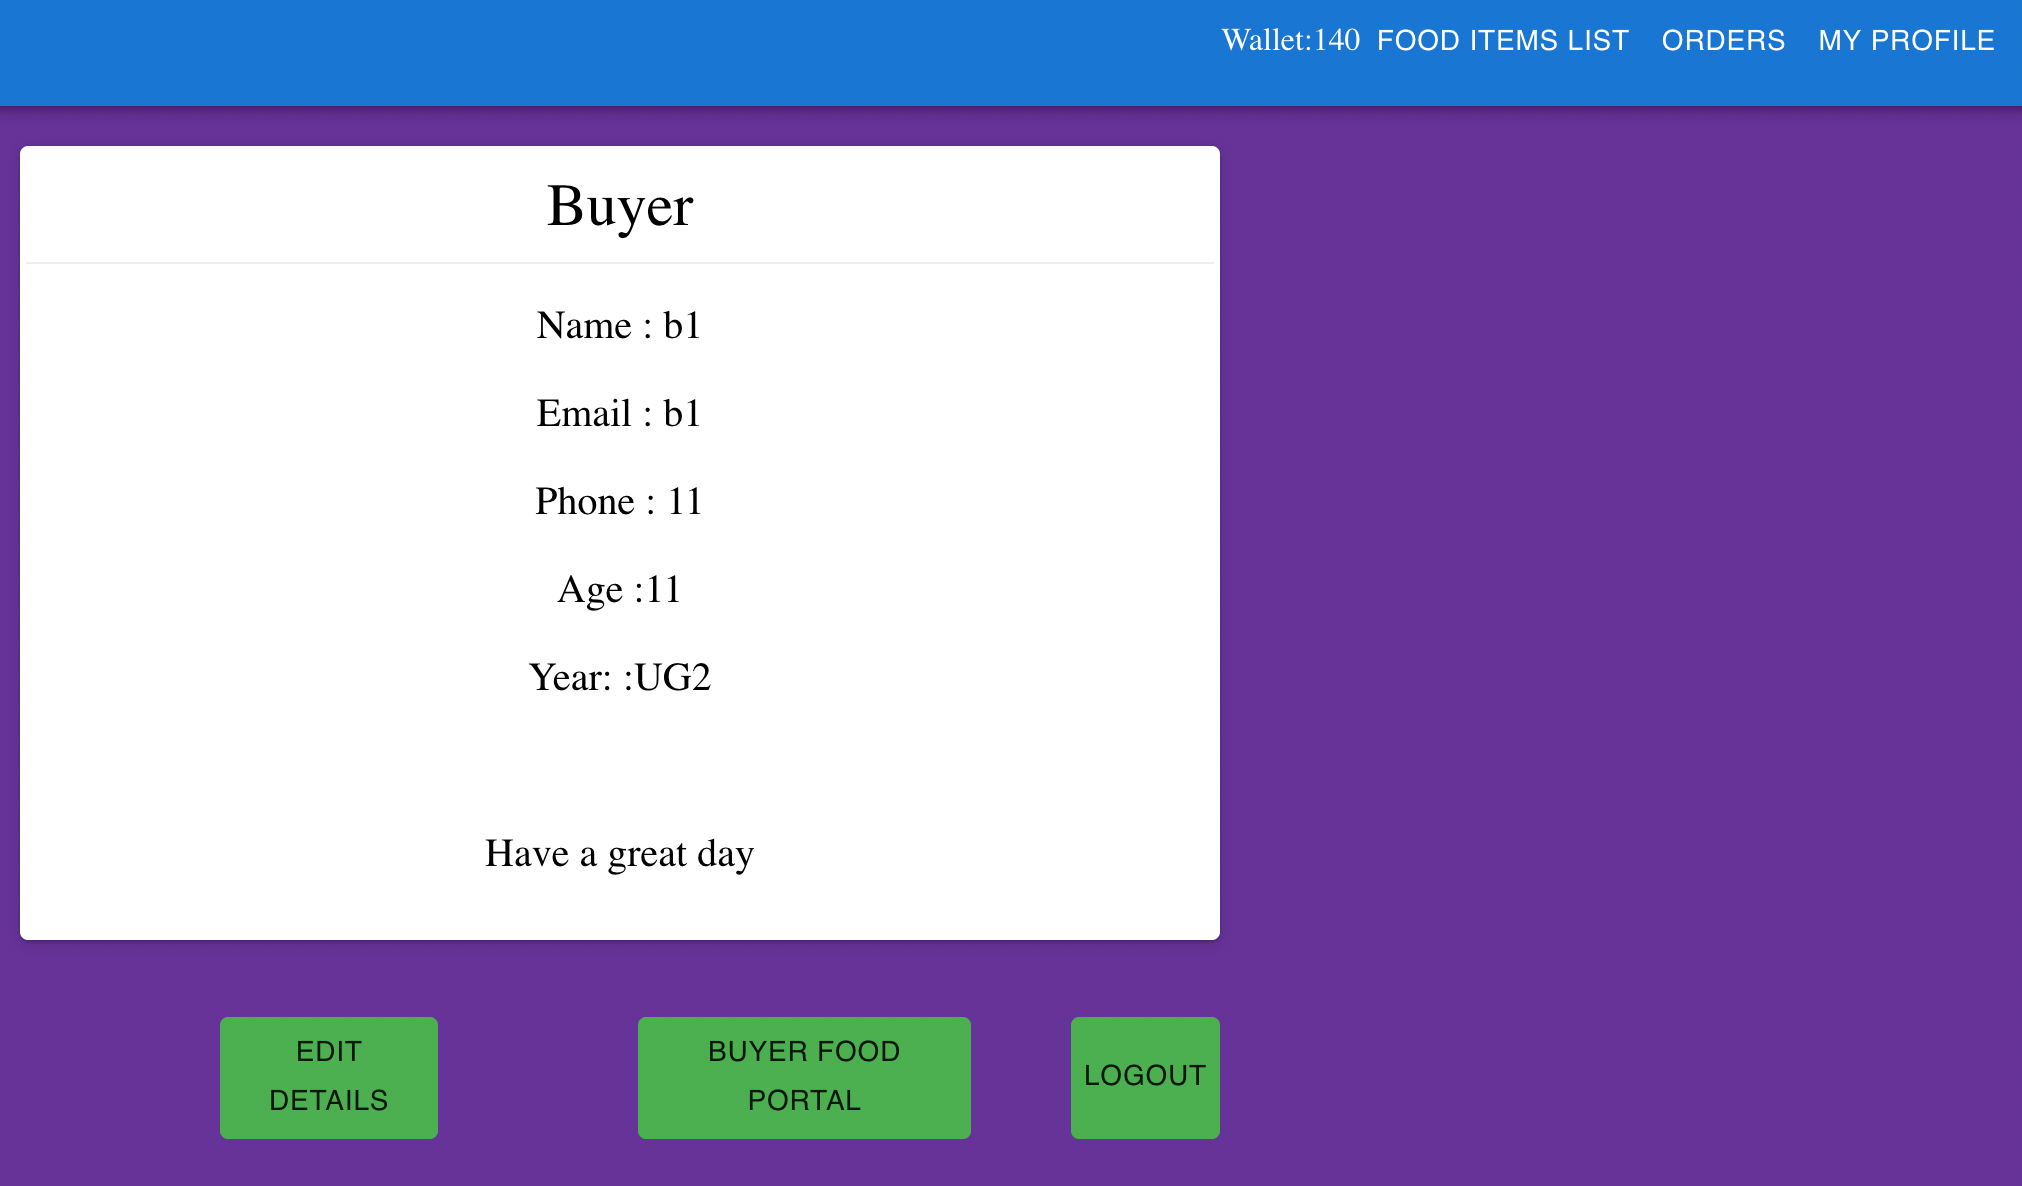 Wallet:140 FOOD ITEMS LIST ORDERS MY PROFILE
Buyer
Name : b1
Email : b1
Phone : 11
Age :11
Year: :UG2
Have a great day
EDIT
DETAILS
BUYER FOOD
PORTAL
LOGOUT